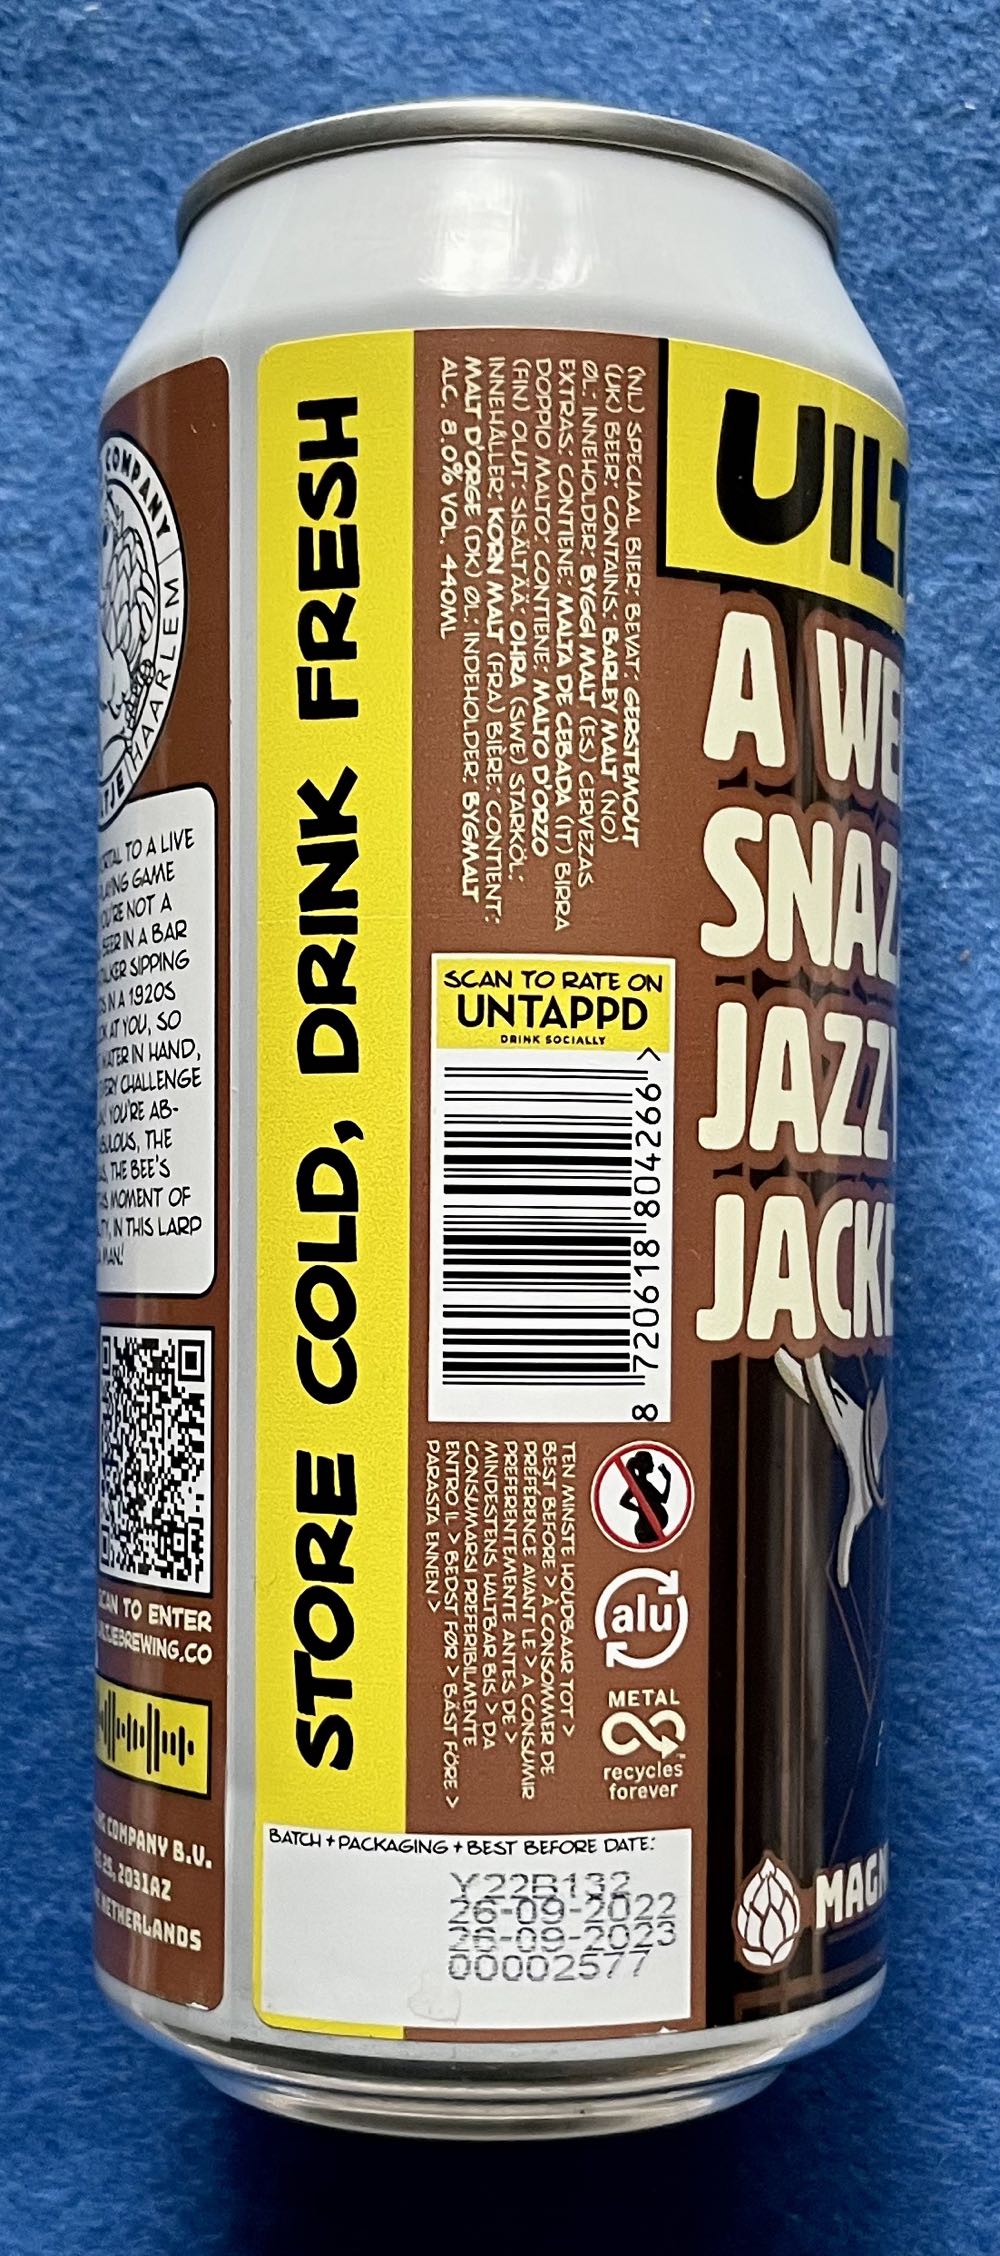 COMPANY
HAARLEM
TO A LIVE
GAME
YOU'RE NOT A
BEER IN A BAR
SIPPING
IN A 1920S
AT YOU, SO
IN HAND,
CHALLENGE
YOU'RE AB-
THE
THE BEE'S
MOMENT OF
IN THIS LARP
MAN!
SCAN TO ENTER
BREWING.CO
COMPANY B.V.
2031AZ
NETHERLANDS
STORE COLD, DRINK FRESH
(NL) SPECIAAL BIER: BEVAT: GERSTEMOUT
(UK) BEER: CONTAINS: BARLEY MALT (NO)
ØL: INNEHOLDER: BYGGI MALT (ES) CERVEZAS
EXTRAS: CONTIENE: MALTA DE CEBADA (IT) BIRRA
DOPPIO MALTO: CONTIENE: MALTO D'ORZO
(FIN) OLUT: SISÄLTÄÄ: OHRA (SWE) STARKÖL:
INNEHÅLLER: KORN MALT (FRA) BIÈRE: CONTIENT:
MALT D'ORGE (DK) ØL: INDEHOLDER: BYGMALT
ALC. 8.0% VOL. 440ML
SCAN TO RATE ON
UNTAPPD
DRINK SOCIALLY
8 720618 804266 >
TEN MINSTE HOUDBAAR TOT >
BEST BEFORE > À CONSOMMER DE
PRÉFÉRENCE AVANT LE > A CONSUMIR
PREFERENTEMENTE ANTES DE >
MINDESTENS HALTBAR BIS > DA
CONSUMARSI PREFERIBILMENTE
ENTRO IL > BEDST FØR > BÄST FÖRE >
PARASTA ENNEN >
alu
METAL
recycles
forever
BATCH + PACKAGING + BEST BEFORE DATE:
Y22B132
26-09-2022
26-09-2023
00002577
UILT
A WE
SNAZ
JAZZY
JACKE
MAGN